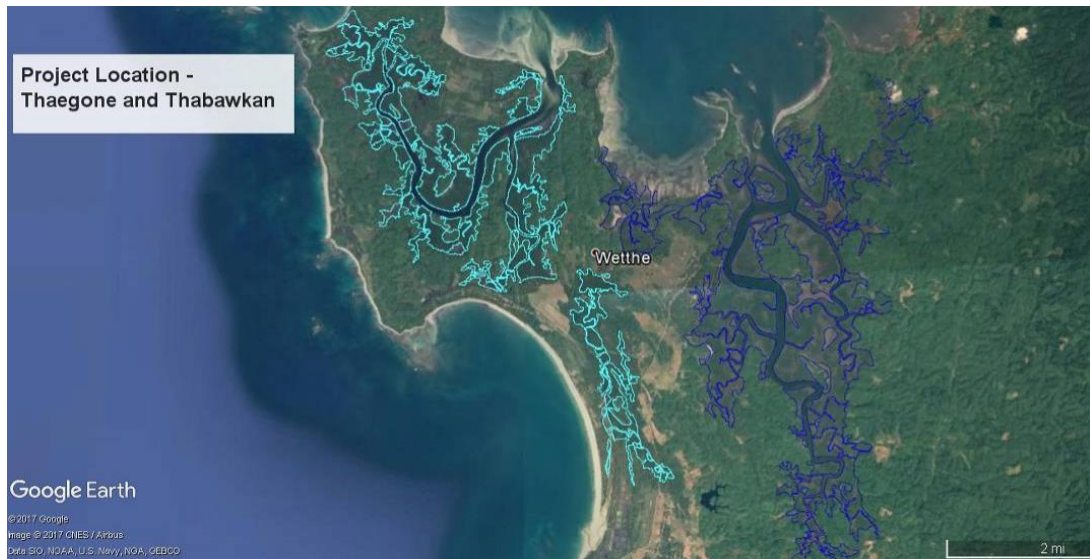 Project Location -
Thaegone and Thabawkan
Wetthe
Google Earth
© 2017 Google
Image © 2017 CNES / Airbus
Data SIO, NOAA, U.S. Navy, NGA, GEBCO
2 mi